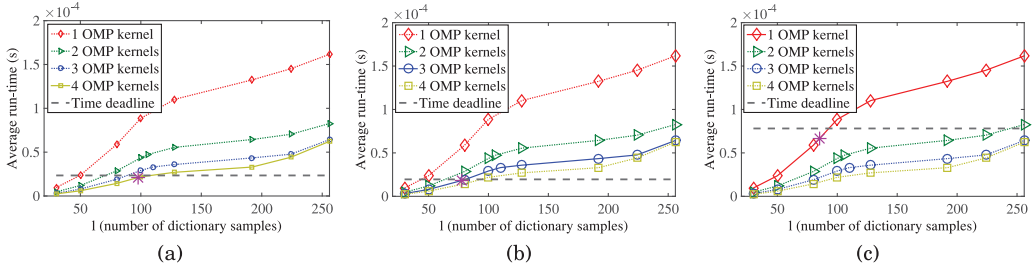 ×10⁻⁴
2
1.5
1
0.5
0
Average run-time (s)
1 OMP kernel
2 OMP kernels
3 OMP kernels
4 OMP kernels
Time deadline
50 100 150 200 250
l (number of dictionary samples)
(a)
×10⁻⁴
2
1.5
1
0.5
0
Average run-time (s)
1 OMP kernel
2 OMP kernels
3 OMP kernels
4 OMP kernels
Time deadline
50 100 150 200 250
l (number of dictionary samples)
(b)
×10⁻⁴
2
1.5
1
0.5
0
Average run-time (s)
1 OMP kernel
2 OMP kernels
3 OMP kernels
4 OMP kernels
Time deadline
50 100 150 200 250
l (number of dictionary samples)
(c)